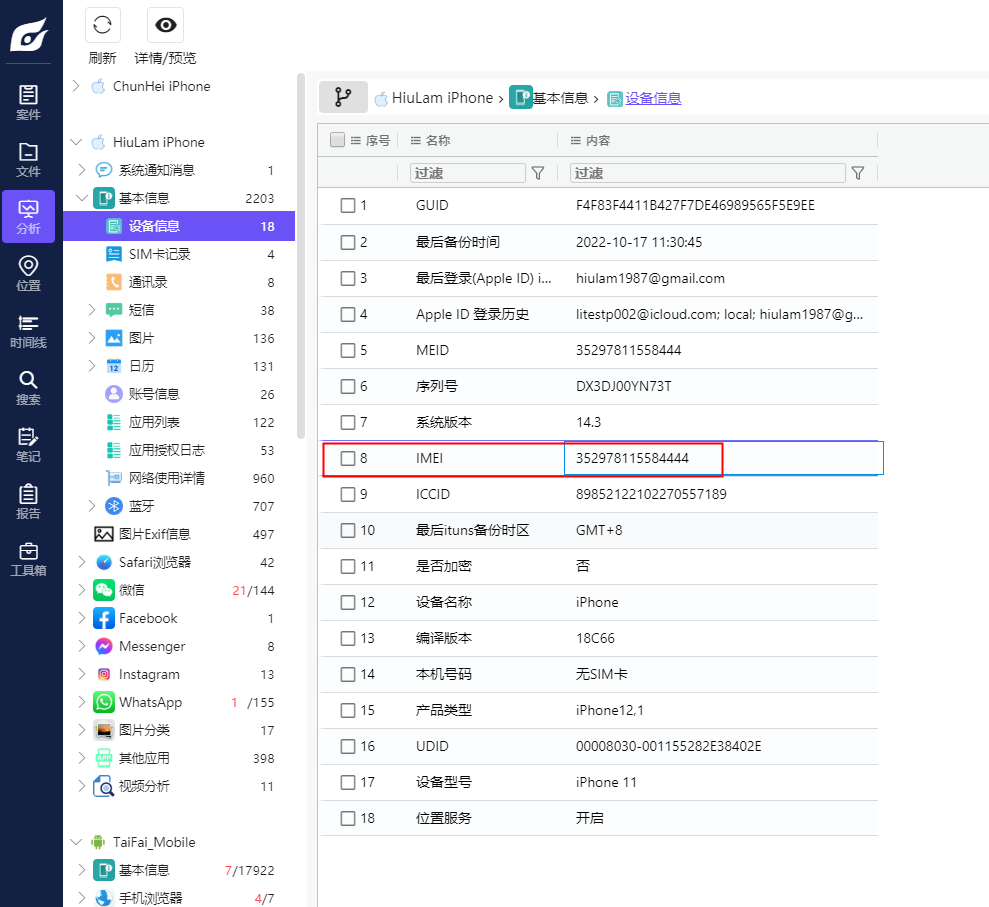 刷新 详情/预览
案件
文件
分析
位置
时间线
搜索
笔记
报告
工具箱
ChunHei iPhone
HiuLam iPhone
系统通知消息 1
基本信息 2203
设备信息 18
SIM卡记录 4
通讯录 8
短信 38
图片 136
日历 131
账号信息 26
应用列表 122
应用授权日志 53
网络使用详情 960
蓝牙 707
图片Exif信息 497
Safari浏览器 42
微信 21/144
Facebook 1
Messenger 8
Instagram 13
WhatsApp 1 /155
图片分类 17
其他应用 398
视频分析 11
TaiFai_Mobile
基本信息 7/17922
手机浏览器 4/7
HiuLam iPhone › 基本信息 › 设备信息
序号 名称 内容
过滤 过滤
1 GUID F4F83F4411B427F7DE46989565F5E9EE
2 最后备份时间 2022-10-17 11:30:45
3 最后登录(Apple ID) i... hiulam1987@gmail.com
4 Apple ID 登录历史 litestp002@icloud.com; local; hiulam1987@g...
5 MEID 35297811558444
6 序列号 DX3DJ00YN73T
7 系统版本 14.3
8 IMEI 352978115584444
9 ICCID 89852122102270557189
10 最后ituns备份时区 GMT+8
11 是否加密 否
12 设备名称 iPhone
13 编译版本 18C66
14 本机号码 无SIM卡
15 产品类型 iPhone12,1
16 UDID 00008030-001155282E38402E
17 设备型号 iPhone 11
18 位置服务 开启